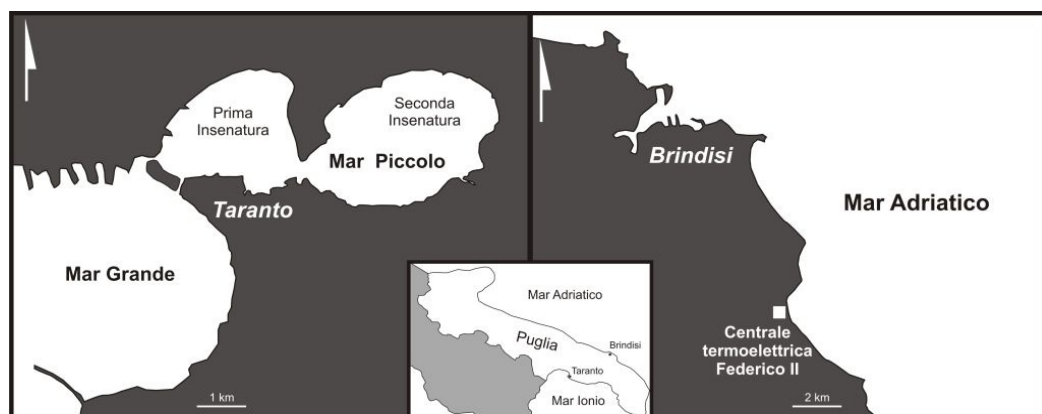 Prima
Insenatura
Seconda
Insenatura
Mar Piccolo
Taranto
Mar Grande
1 km
Brindisi
Mar Adriatico
Centrale
termoelettrica
Federico II
2 km
Mar Adriatico
Puglia
Brindisi
Taranto
Mar Ionio